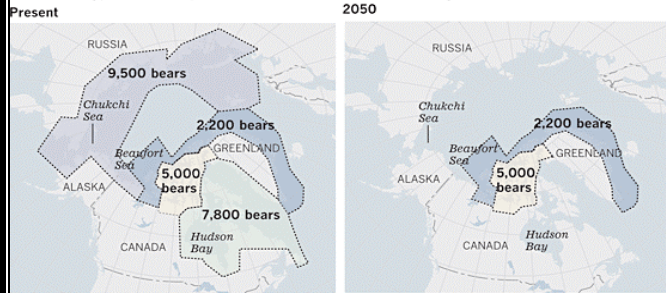 Present
RUSSIA
9,500 bears
Chukchi
Sea
2,200 bears
Beaufort
Sea
GREENLAND
5,000
bears
ALASKA
7,800 bears
Hudson
Bay
CANADA
2050
RUSSIA
Chukchi
Sea
2,200 bears
Beaufort
Sea
GREENLAND
5,000
bears
ALASKA
Hudson
Bay
CANADA